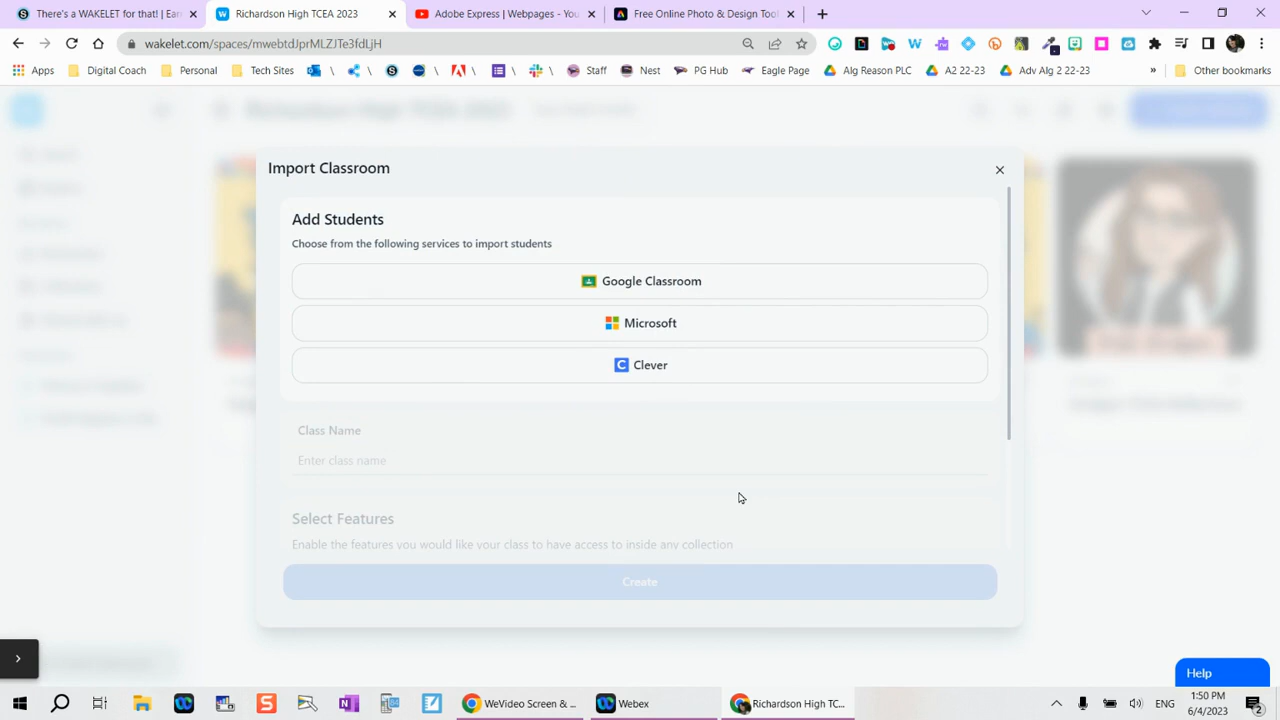 There's a WAKELET for that! | Ear
Richardson TCEA 2023
Adobe Express | Webpages - You
Free Online Photo & Design Tool
wakelet.com/spaces/mwebtdJprMLZJTe3fdLjH
Apps
Digital Coach
Personal
Tech Sites
Staff
Nest
PG Hub
Eagle Page
Alg Reason PLC
A2 22-23
Adv Alg 2 22-23
»
Other bookmarks
Import Classroom
Add Students
Choose from the following services to import students
Google Classroom
Microsoft
Clever
Class Name
Enter class name
Select Features
Enable the features you would like your class to have access to inside any collection
Create
Help
WeVideo Screen & ...
Webex
Richardson High TC...
ENG
1:50 PM
6/4/2023
2